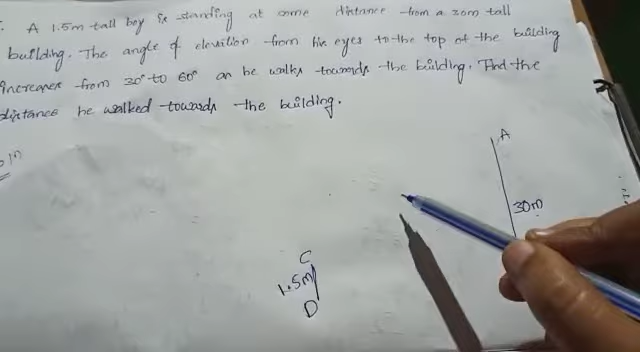 A 1.5m tall boy is standing at some distance from a 30m tall
building. The angle of elevation from his eyes to the top of the building
increases from 30° to 60° as he walks towards the building. Find the
distance he walked towards the building.
A
30m
C
1.5m
D